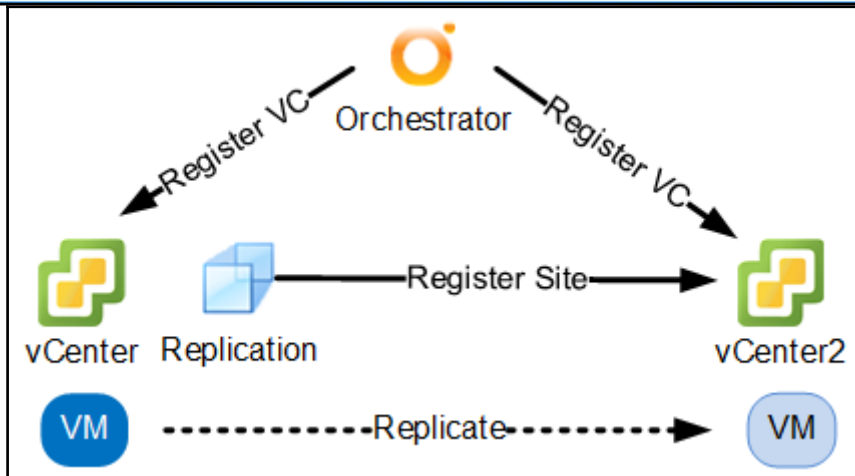 Orchestrator
Register VC
Register VC
Register Site
vCenter
Replication
vCenter2
VM
Replicate
VM